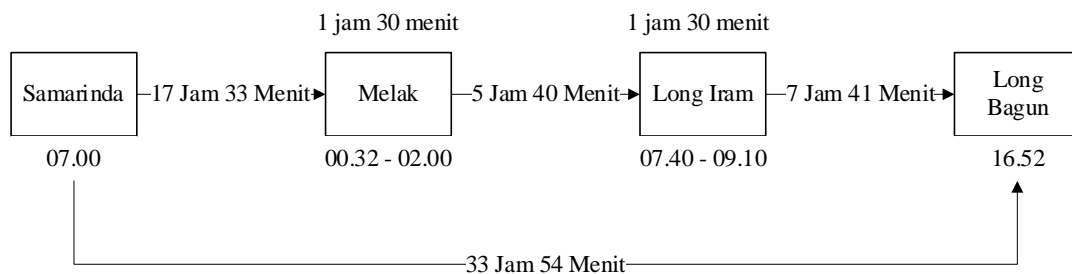 1 jam 30 menit
1 jam 30 menit
Samarinda
17 Jam 33 Menit
Melak
5 Jam 40 Menit
Long Iram
7 Jam 41 Menit
Long
Bagun
07.00
00.32 - 02.00
07.40 - 09.10
16.52
33 Jam 54 Menit